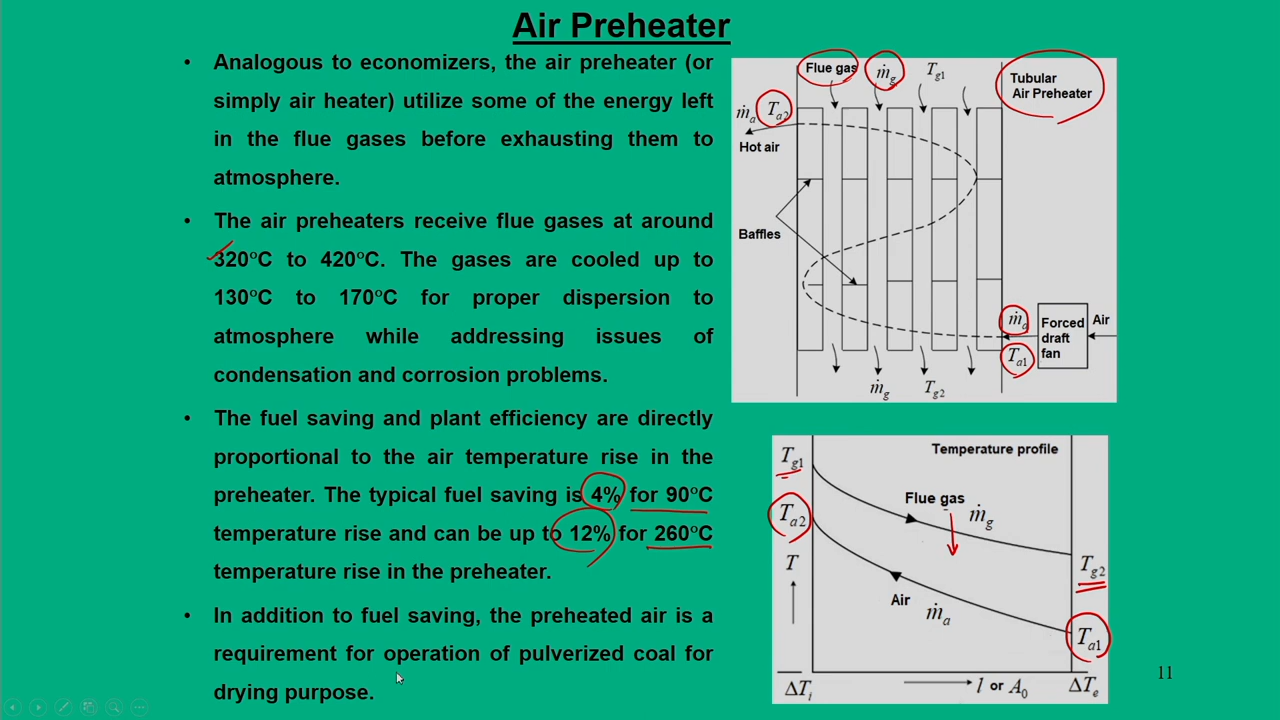 Air Preheater
• Analogous to economizers, the air preheater (or
simply air heater) utilize some of the energy left
in the flue gases before exhausting them to
atmosphere.
• The air preheaters receive flue gases at around
320°C to 420°C. The gases are cooled up to
130°C to 170°C for proper dispersion to
atmosphere while addressing issues of
condensation and corrosion problems.
• The fuel saving and plant efficiency are directly
proportional to the air temperature rise in the
preheater. The typical fuel saving is 4% for 90°C
temperature rise and can be up to 12% for 260°C
temperature rise in the preheater.
• In addition to fuel saving, the preheated air is a
requirement for operation of pulverized coal for
drying purpose.
Flue gas ṁg Tg1
Tubular
Air Preheater
ṁa Ta2
Hot air
Baffles
ṁa
Ta1
Forced
draft
fan
Air
ṁg Tg2
Temperature profile
Tg1
Flue gas
ṁg
Ta2
T
Tg2
Air
ṁa
Ta1
ΔTi
l or A0
ΔTe
11